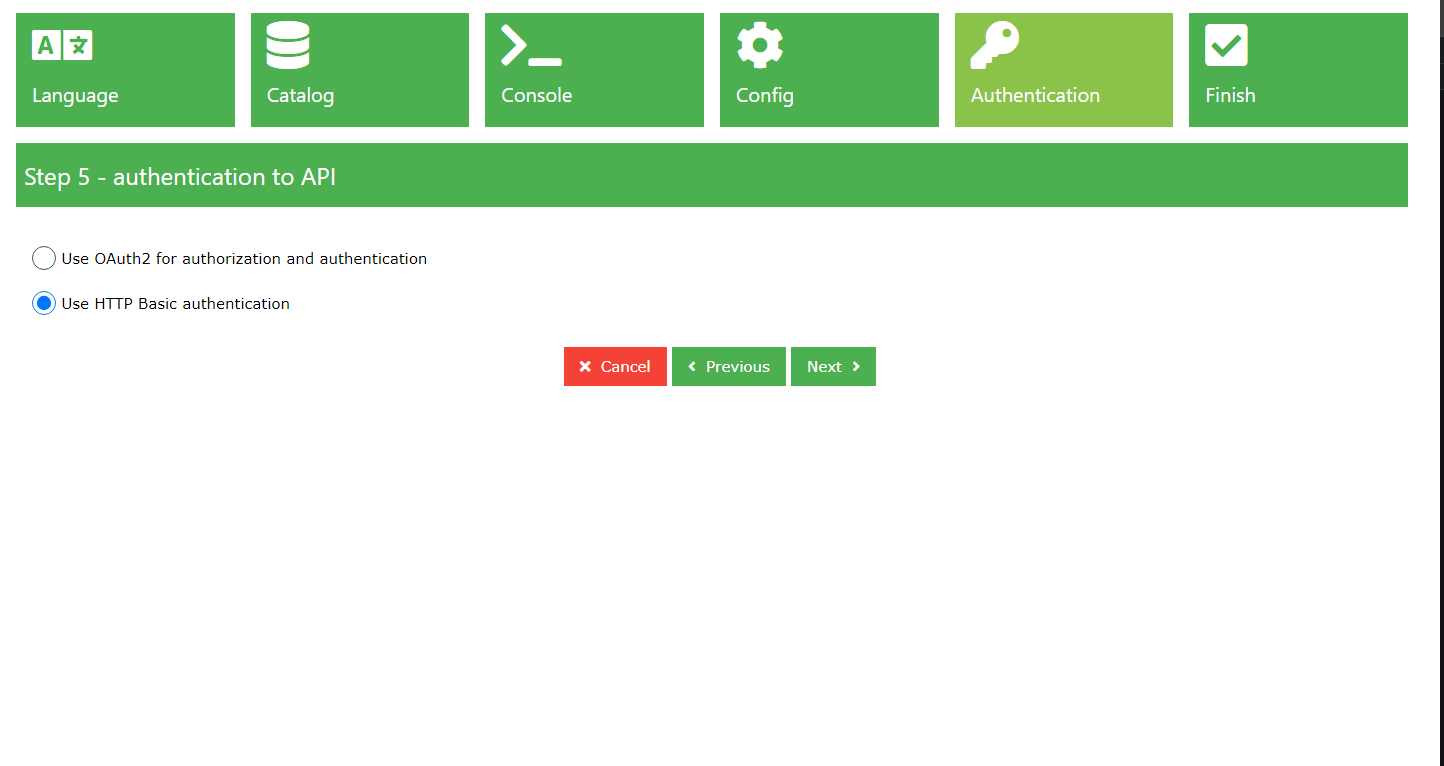 Language
Catalog
Console
Config
Authentication
Finish
Step 5 - authentication to API
Use OAuth2 for authorization and authentication
Use HTTP Basic authentication
Cancel
Previous
Next